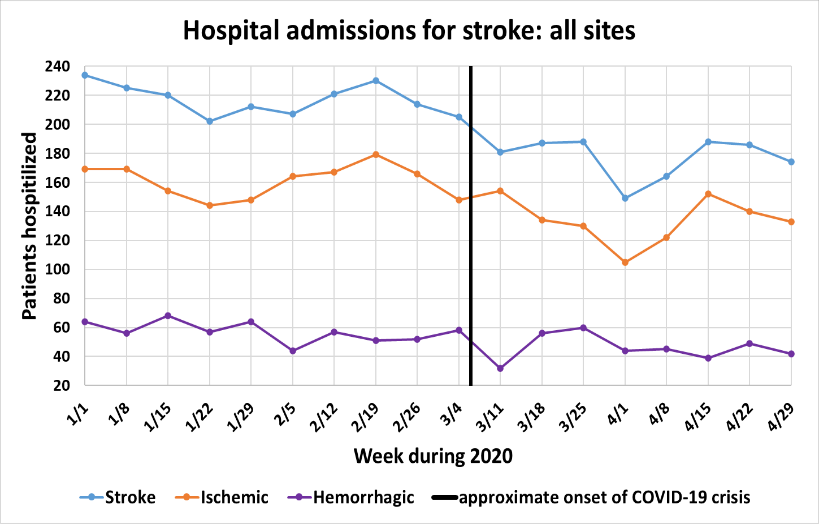 Hospital admissions for stroke: all sites
Patients hospitilized
240
220
200
180
160
140
120
100
80
60
40
20
1/1 1/8 1/15 1/22 1/29 2/5 2/12 2/19 2/26 3/4 3/11 3/18 3/25 4/1 4/8 4/15 4/22 4/29
Week during 2020
Stroke Ischemic Hemorrhagic approximate onset of COVID-19 crisis